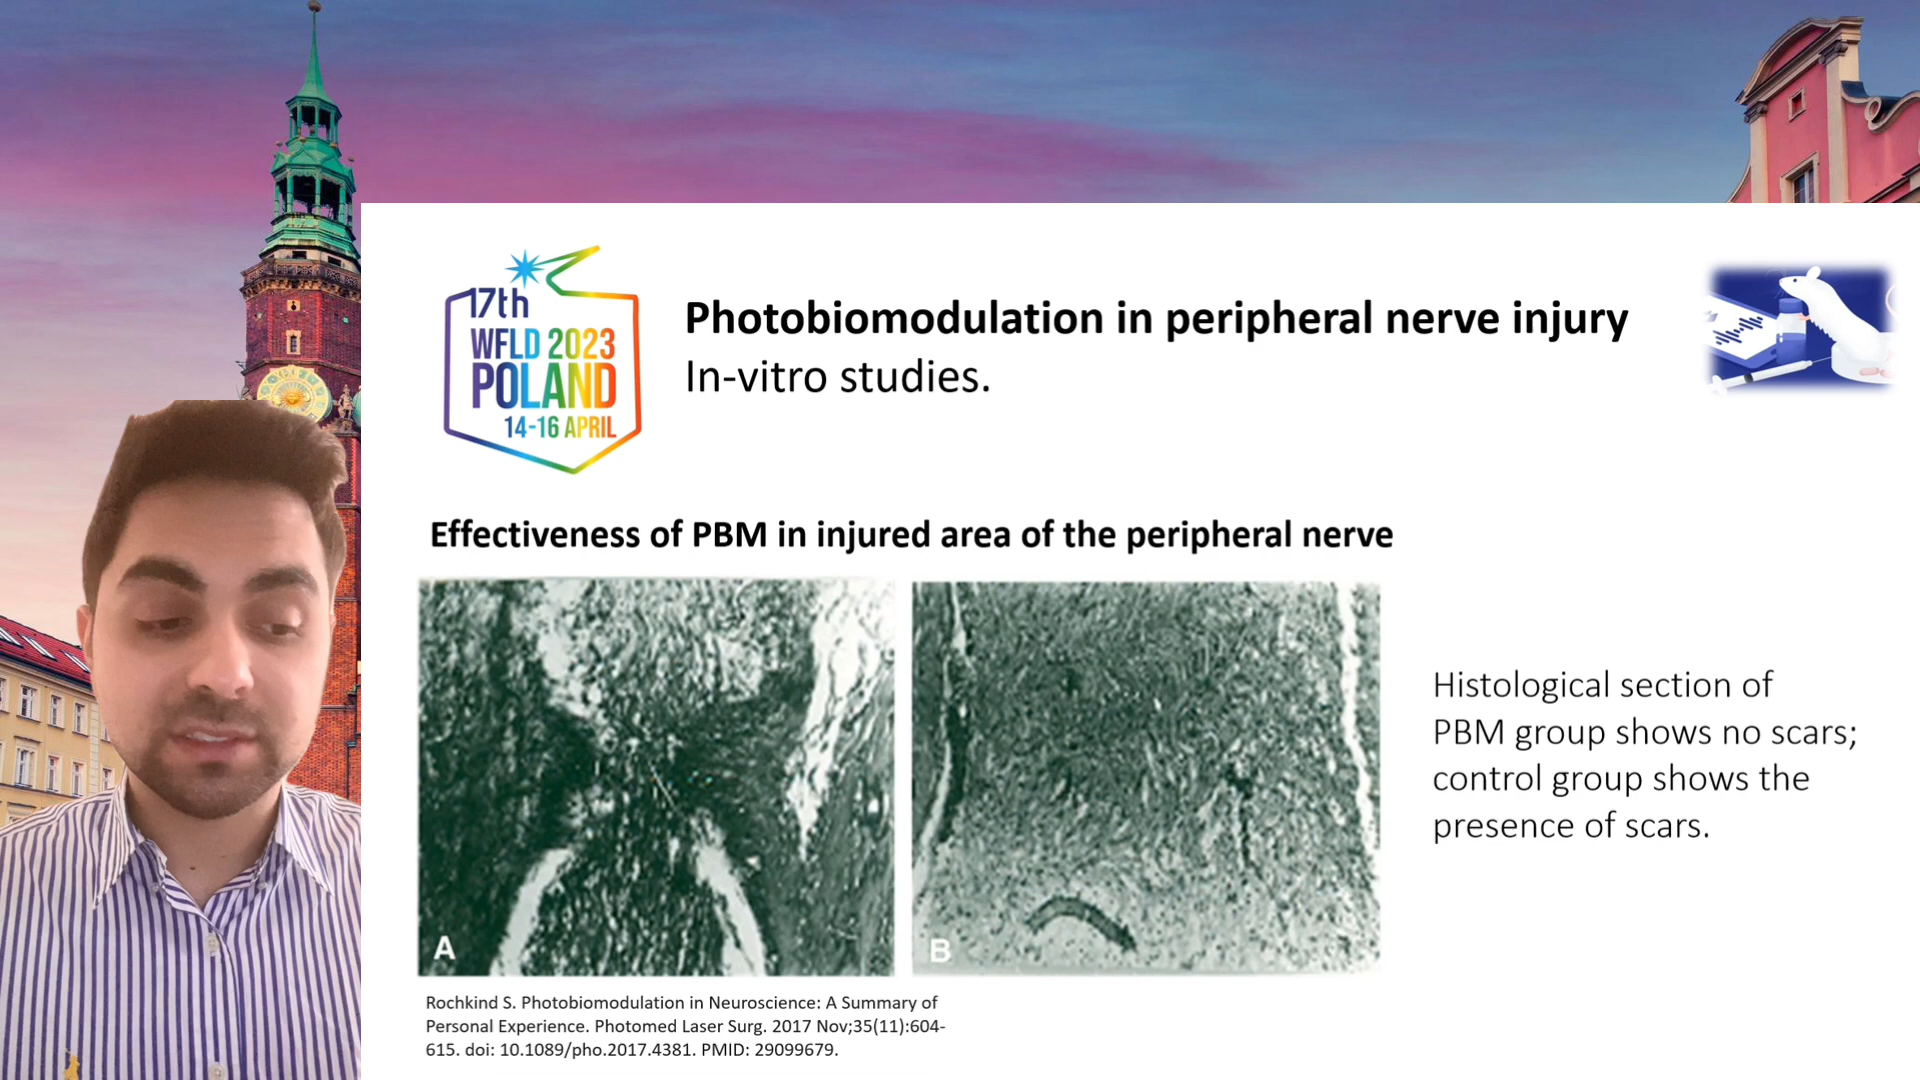 17th
WFLD 2023
POLAND
14-16 APRIL
Photobiomodulation in peripheral nerve injury
In-vitro studies.
Effectiveness of PBM in injured area of the peripheral nerve
A
B
Histological section of
PBM group shows no scars;
control group shows the
presence of scars.
Rochkind S. Photobiomodulation in Neuroscience: A Summary of
Personal Experience. Photomed Laser Surg. 2017 Nov;35(11):604-
615. doi: 10.1089/pho.2017.4381. PMID: 29099679.